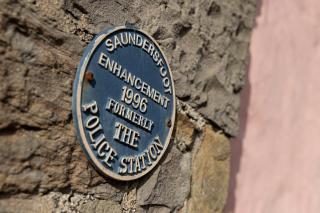 SAUNDERSFOOT
ENHANCEMENT
1996
FORMERLY
THE
POLICE STATION